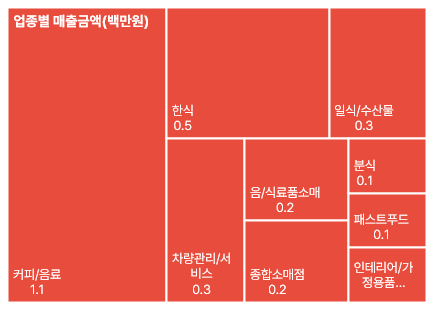 업종별 매출금액(백만원)
커피/음료
1.1
한식
0.5
일식/수산물
0.3
차량관리/서
비스
0.3
음/식료품소매
0.2
종합소매점
0.2
분식
0.1
패스트푸드
0.1
인테리어/가
정용품...